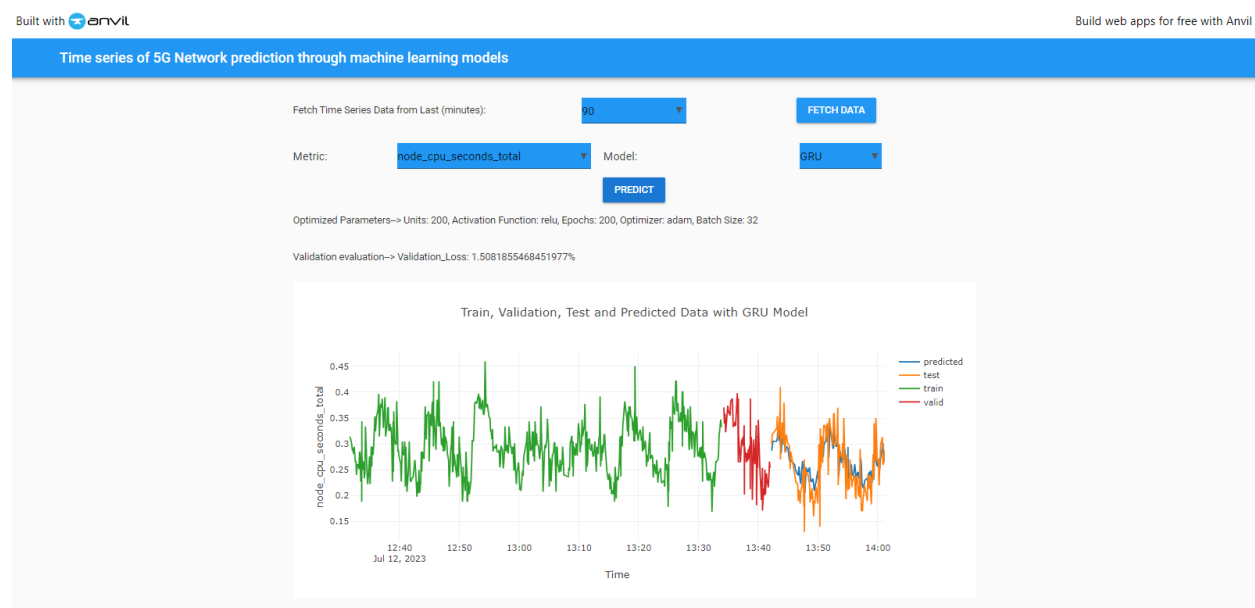 Built with anvil
Build web apps for free with Anvil
Time series of 5G Network prediction through machine learning models
Fetch Time Series Data from Last (minutes):
90
FETCH DATA
Metric:
node_cpu_seconds_total
Model:
GRU
PREDICT
Optimized Parameters--> Units: 200, Activation Function: relu, Epochs: 200, Optimizer: adam, Batch Size: 32
Validation evaluation--> Validation_Loss: 1.5081855468451977%
Train, Validation, Test and Predicted Data with GRU Model
predicted
test
train
valid
node_cpu_seconds_total
0.45
0.4
0.35
0.3
0.25
0.2
0.15
12:40 12:50 13:00 13:10 13:20 13:30 13:40 13:50 14:00
Jul 12, 2023
Time